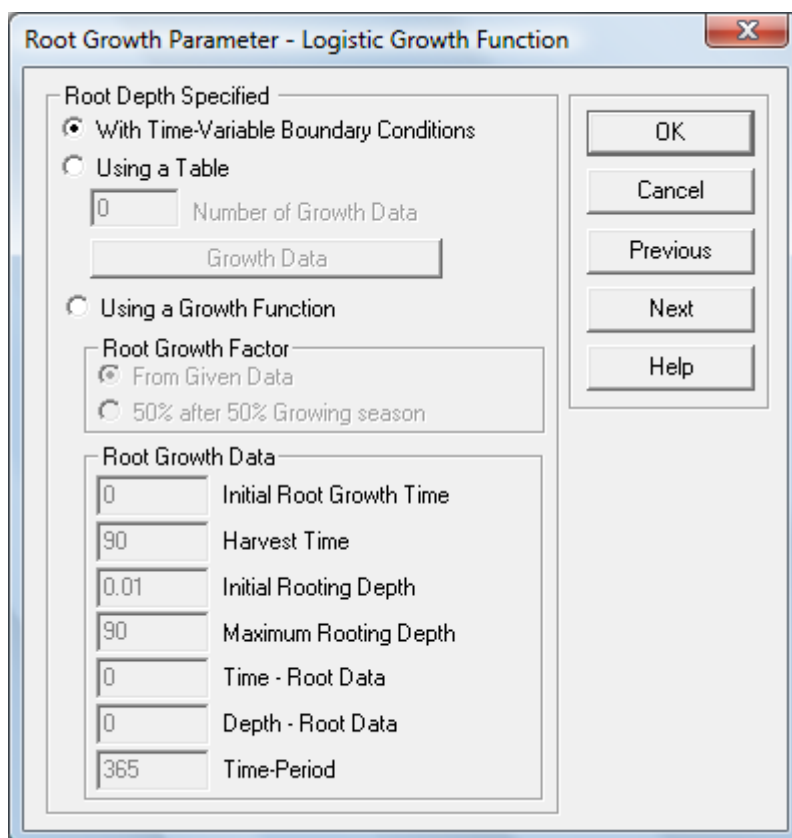 Root Growth Parameter - Logistic Growth Function
Root Depth Specified
With Time-Variable Boundary Conditions
Using a Table
0 Number of Growth Data
Growth Data
Using a Growth Function
Root Growth Factor
From Given Data
50% after 50% Growing season
Root Growth Data
0 Initial Root Growth Time
90 Harvest Time
0.01 Initial Rooting Depth
90 Maximum Rooting Depth
0 Time - Root Data
0 Depth - Root Data
365 Time-Period
OK
Cancel
Previous
Next
Help